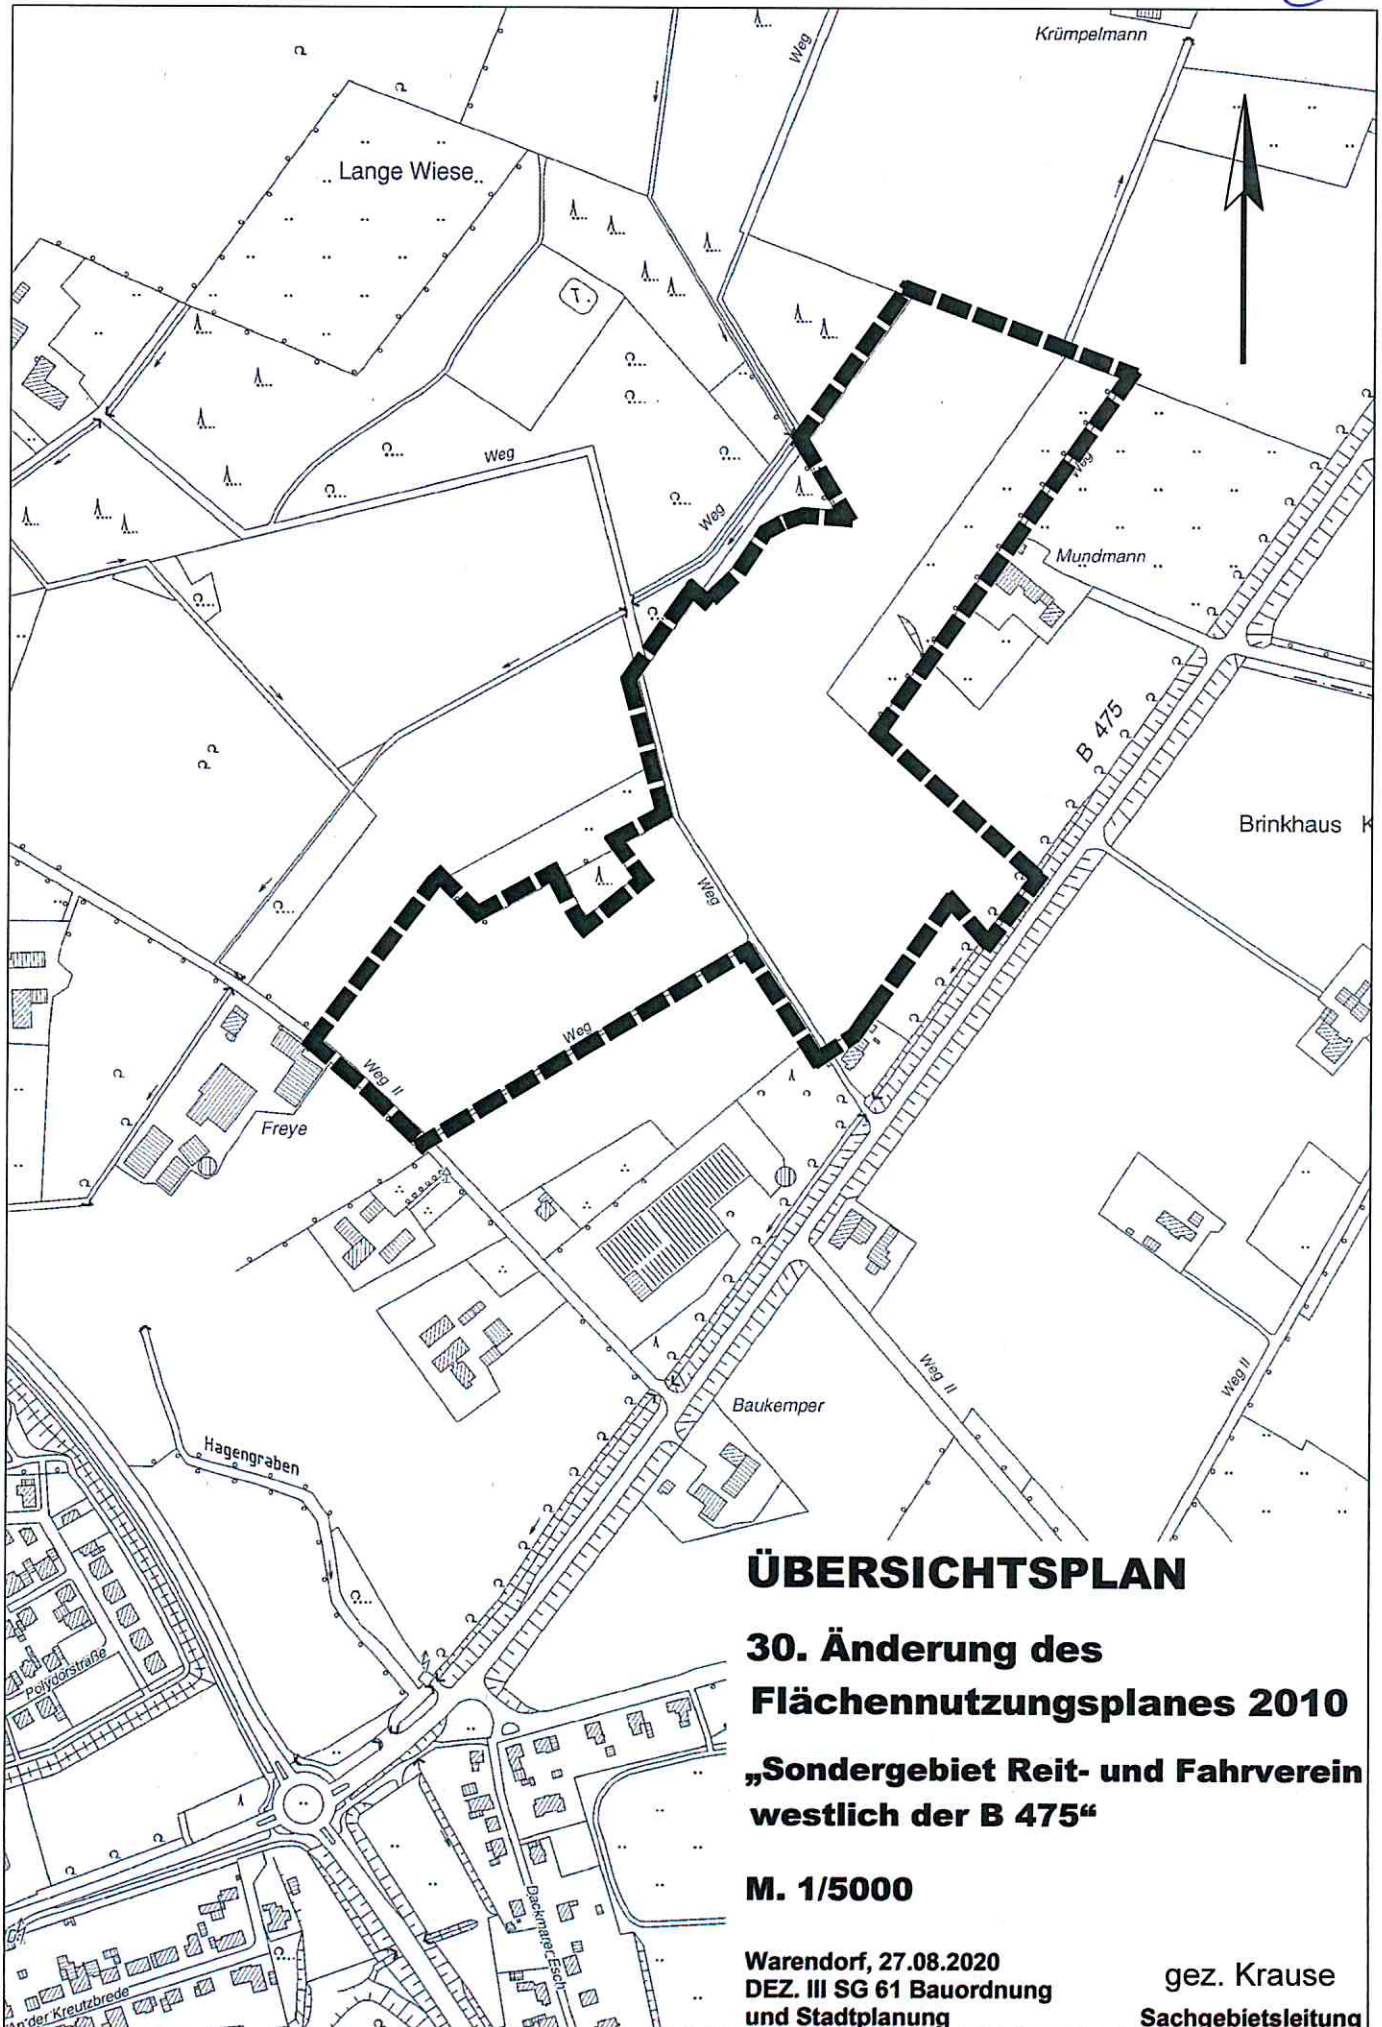 Krümpelmann
Weg
Lange Wiese
T.
Weg
Weg
Weg
Mundmann
B 475
Brinkhaus K
Weg
Weg
Weg II
Freye
Weg II
Weg II
Baukemper
Hagengraben
Polydorstraße
Dackmarer Esch
An der Kreutzbrede
ÜBERSICHTSPLAN
30. Änderung des
Flächennutzungsplanes 2010
„Sondergebiet Reit- und Fahrverein
westlich der B 475“
M. 1/5000
Warendorf, 27.08.2020
DEZ. III SG 61 Bauordnung
und Stadtplanung
gez. Krause
Sachgebietsleitung